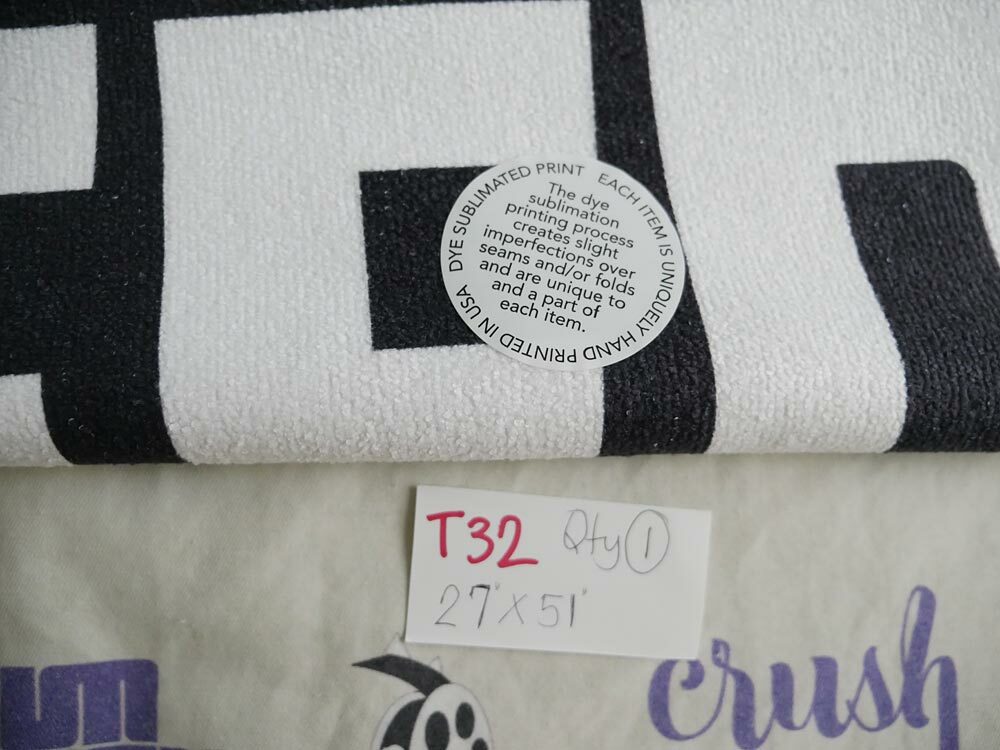 DYE SUBLIMATED PRINT EACH ITEM IS UNIQUELY HAND PRINTED IN USA
The dye
sublimation
printing process
creates slight
imperfections over
seams and/or folds
and are unique to
and a part of
each item.
T32 Qty 1
27" X 51"
crush